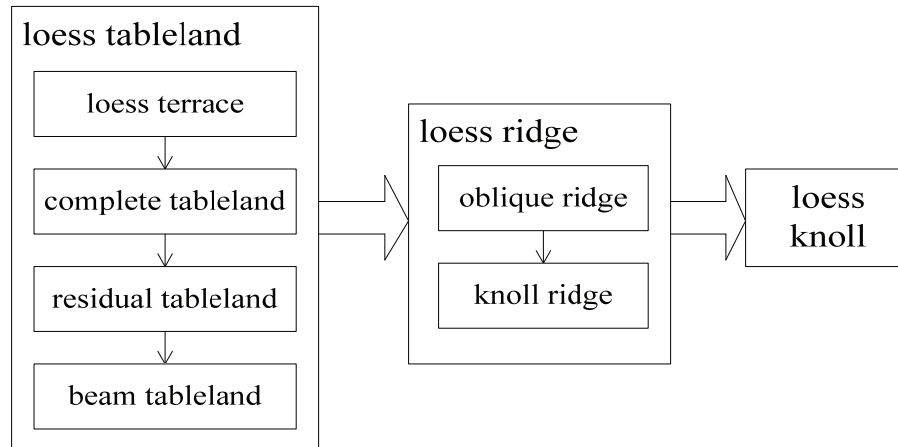 loess tableland
loess terrace
complete tableland
residual tableland
beam tableland
loess ridge
oblique ridge
knoll ridge
loess
knoll